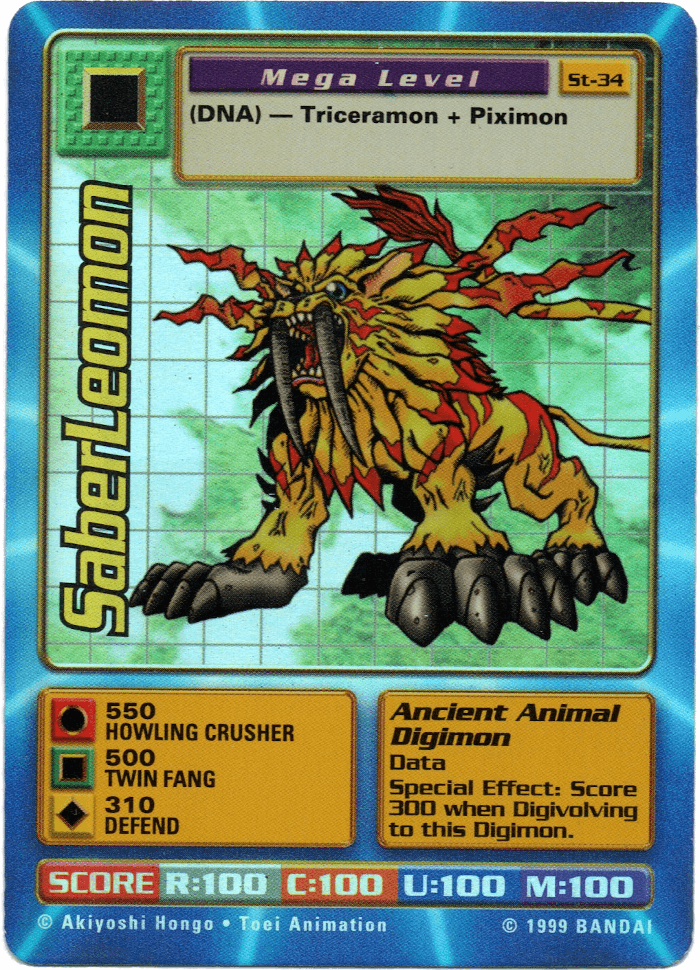 Mega Level
St-34
(DNA) — Triceramon + Piximon
SaberLeomon
550
HOWLING CRUSHER
500
TWIN FANG
310
DEFEND
Ancient Animal
Digimon
Data
Special Effect: Score
300 when Digivolving
to this Digimon.
SCORE R:100 C:100 U:100 M:100
© Akiyoshi Hongo • Toei Animation
© 1999 BANDAI